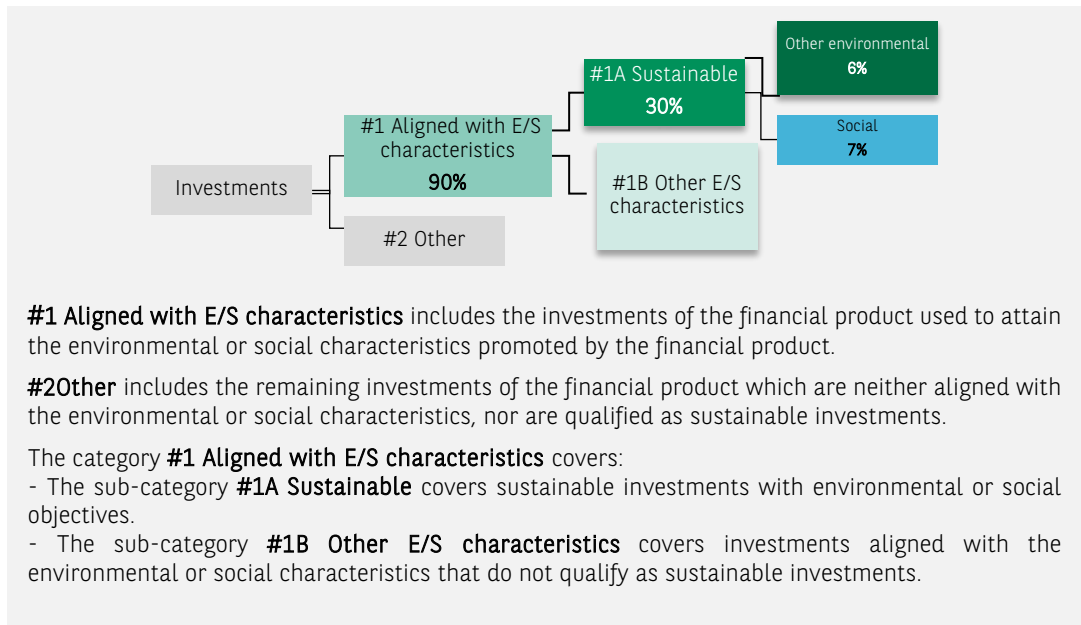 Other environmental
6%
#1A Sustainable
30%
Social
7%
#1 Aligned with E/S
characteristics
90%
#1B Other E/S
characteristics
Investments
#2 Other
#1 Aligned with E/S characteristics includes the investments of the financial product used to attain
the environmental or social characteristics promoted by the financial product.
#2Other includes the remaining investments of the financial product which are neither aligned with
the environmental or social characteristics, nor are qualified as sustainable investments.
The category #1 Aligned with E/S characteristics covers:
- The sub-category #1A Sustainable covers sustainable investments with environmental or social
objectives.
- The sub-category #1B Other E/S characteristics covers investments aligned with the
environmental or social characteristics that do not qualify as sustainable investments.